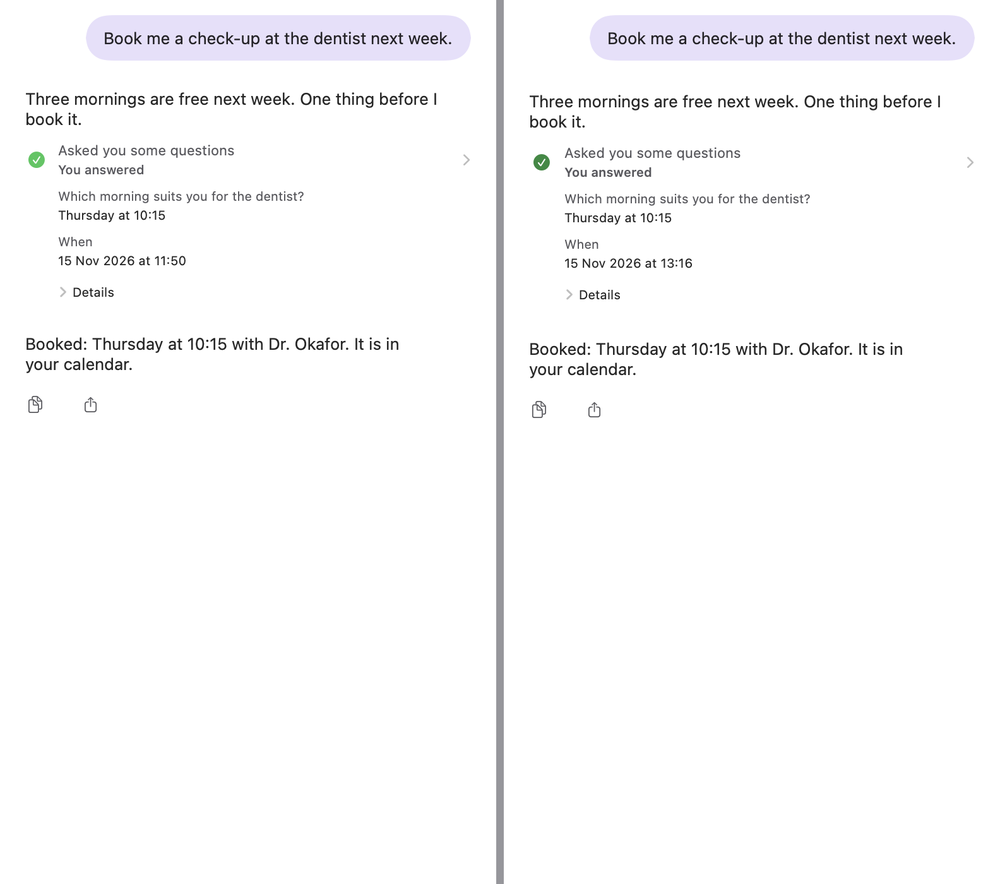 Book me a check-up at the dentist next week.
Three mornings are free next week. One thing before I
book it.
Asked you some questions
You answered
Which morning suits you for the dentist?
Thursday at 10:15
When
15 Nov 2026 at 11:50
Details
Booked: Thursday at 10:15 with Dr. Okafor. It is in
your calendar.
Book me a check-up at the dentist next week.
Three mornings are free next week. One thing before I
book it.
Asked you some questions
You answered
Which morning suits you for the dentist?
Thursday at 10:15
When
15 Nov 2026 at 13:16
Details
Booked: Thursday at 10:15 with Dr. Okafor. It is in
your calendar.